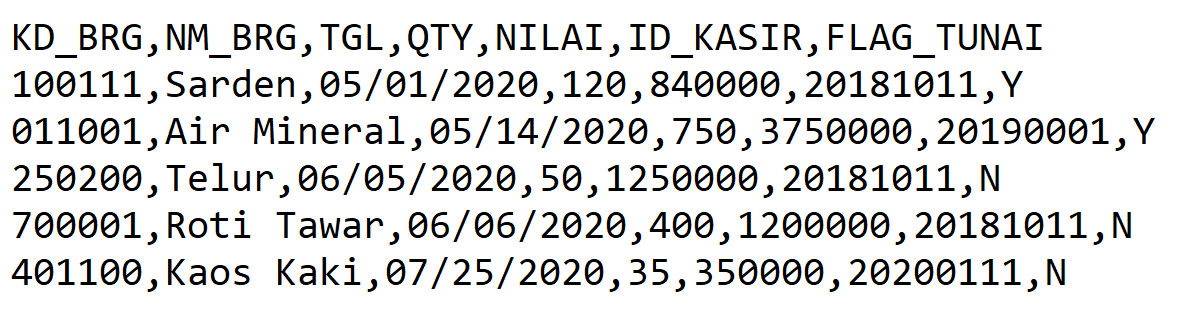 KD_BRG,NM_BRG,TGL,QTY,NILAI,ID_KASIR,FLAG_TUNAI
100111,Sarden,05/01/2020,120,840000,20181011,Y
011001,Air Mineral,05/14/2020,750,3750000,20190001,Y
250200,Telur,06/05/2020,50,1250000,20181011,N
700001,Roti Tawar,06/06/2020,400,1200000,20181011,N
401100,Kaos Kaki,07/25/2020,35,350000,20200111,N